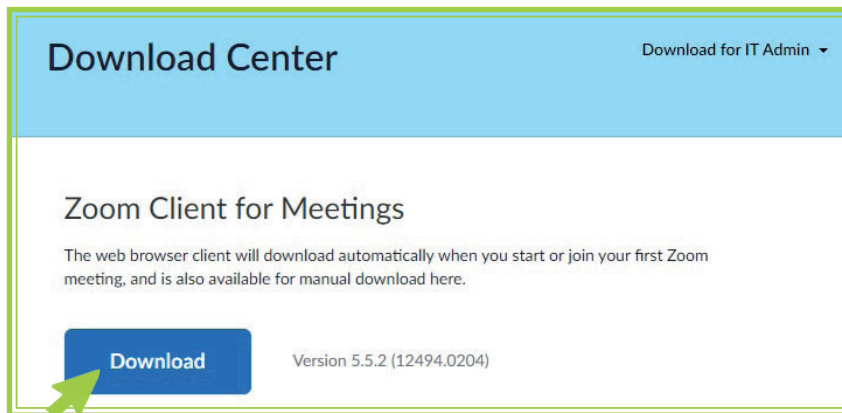 Download Center
Download for IT Admin
Zoom Client for Meetings
The web browser client will download automatically when you start or join your first Zoom
meeting, and is also available for manual download here.
Download
Version 5.5.2 (12494.0204)